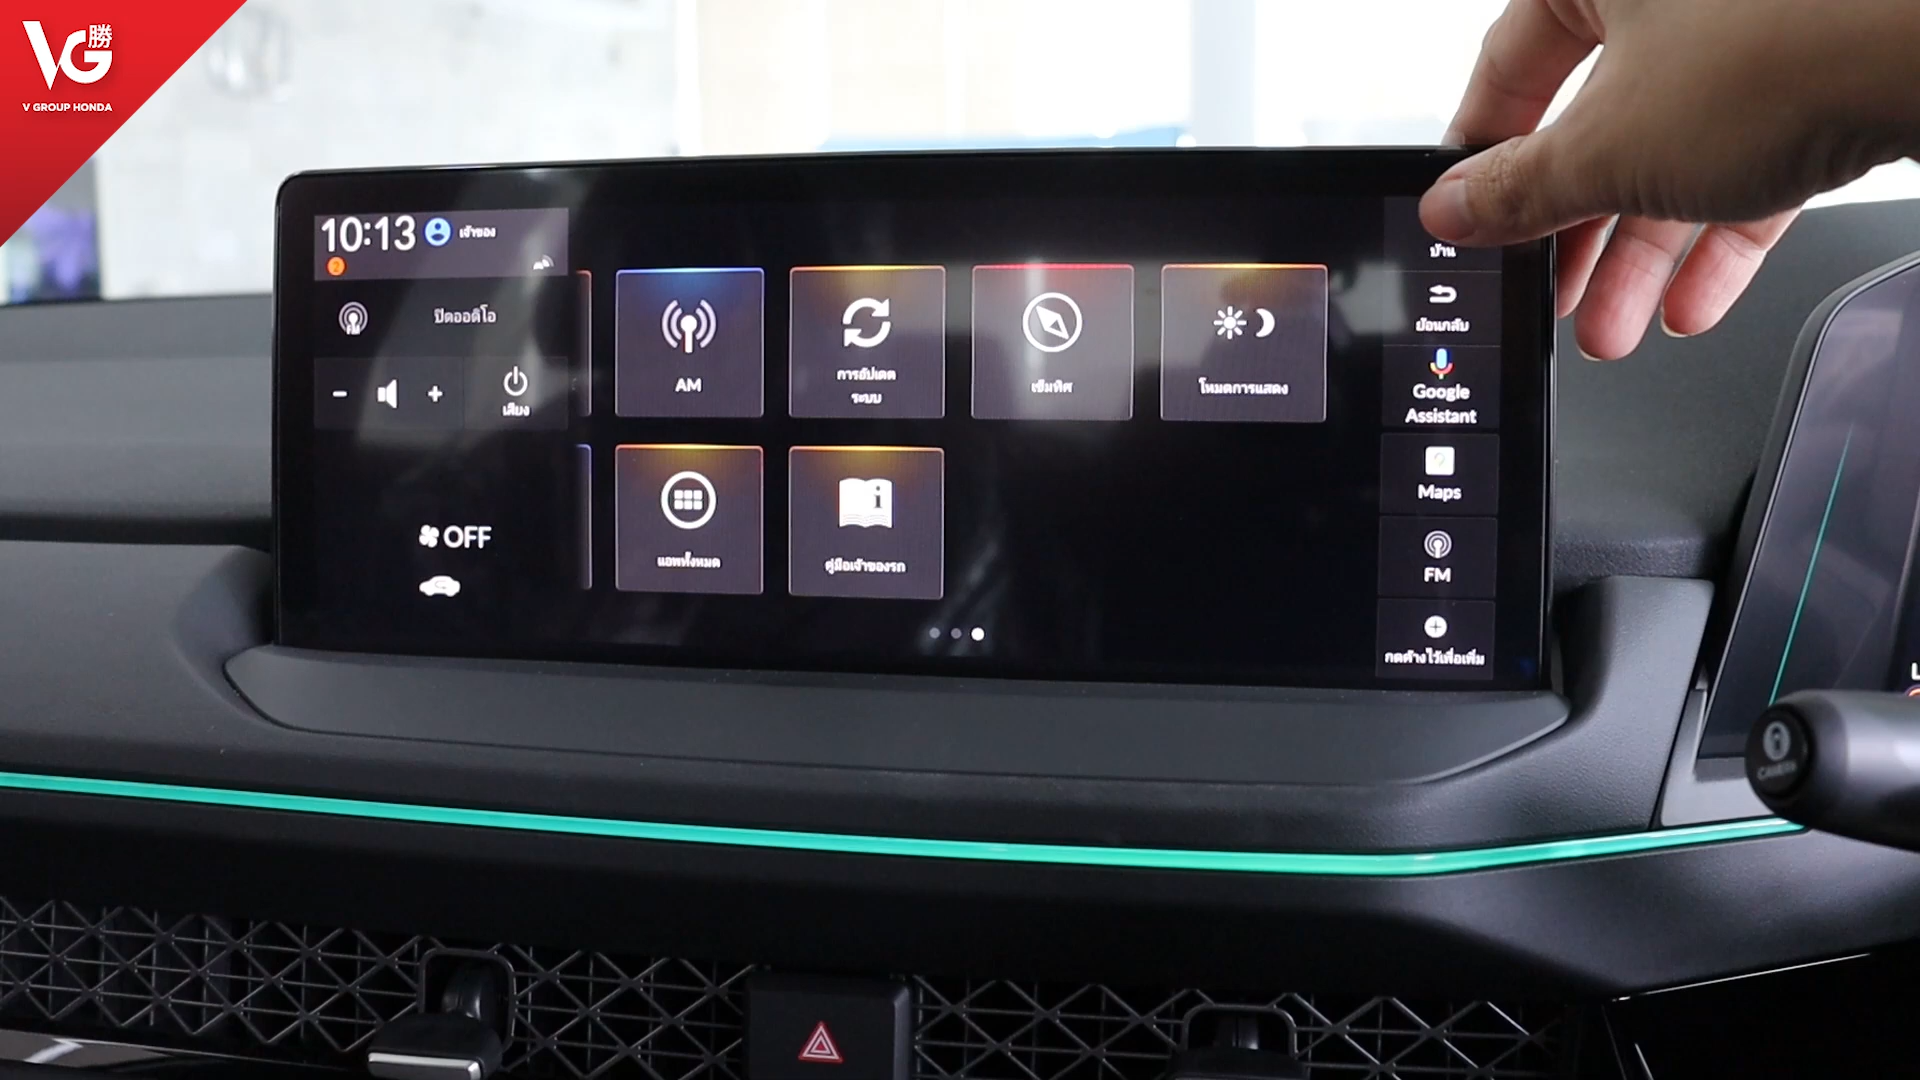 VG勝
V GROUP HONDA
10:13
เจ้าของ
2
ปิดออดิโอ
เสียง
OFF
AM
การอัปเดต
ระบบ
เข็มทิศ
โหมดการแสดง
แอพทั้งหมด
คู่มือเจ้าของรถ
บ้าน
ย้อนกลับ
Google
Assistant
Maps
FM
กดค้างไว้เพื่อเพิ่ม
CAMERA